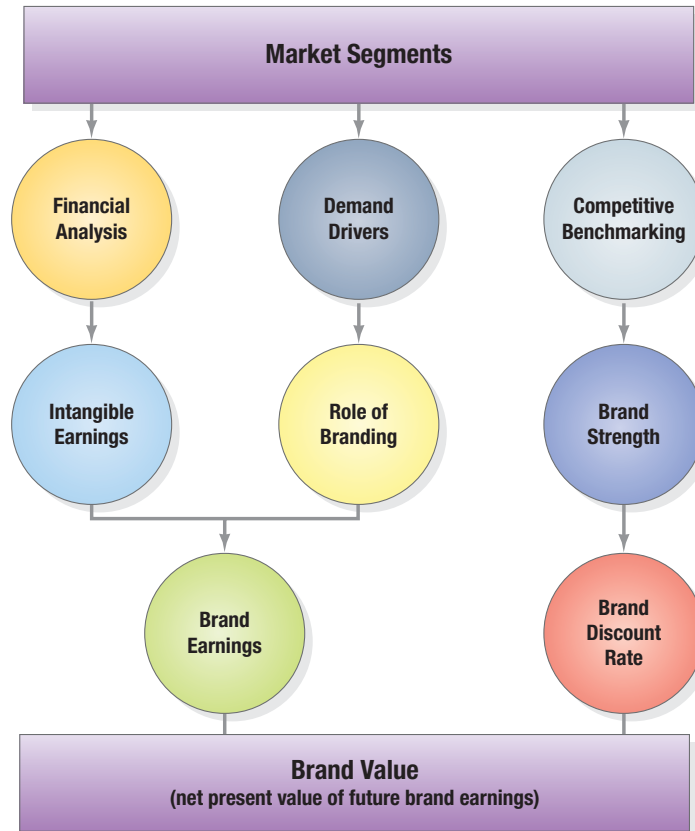 Market Segments
Financial
Analysis
Demand
Drivers
Competitive
Benchmarking
Intangible
Earnings
Role of
Branding
Brand
Strength
Brand
Earnings
Brand
Discount
Rate
Brand Value
(net present value of future brand earnings)